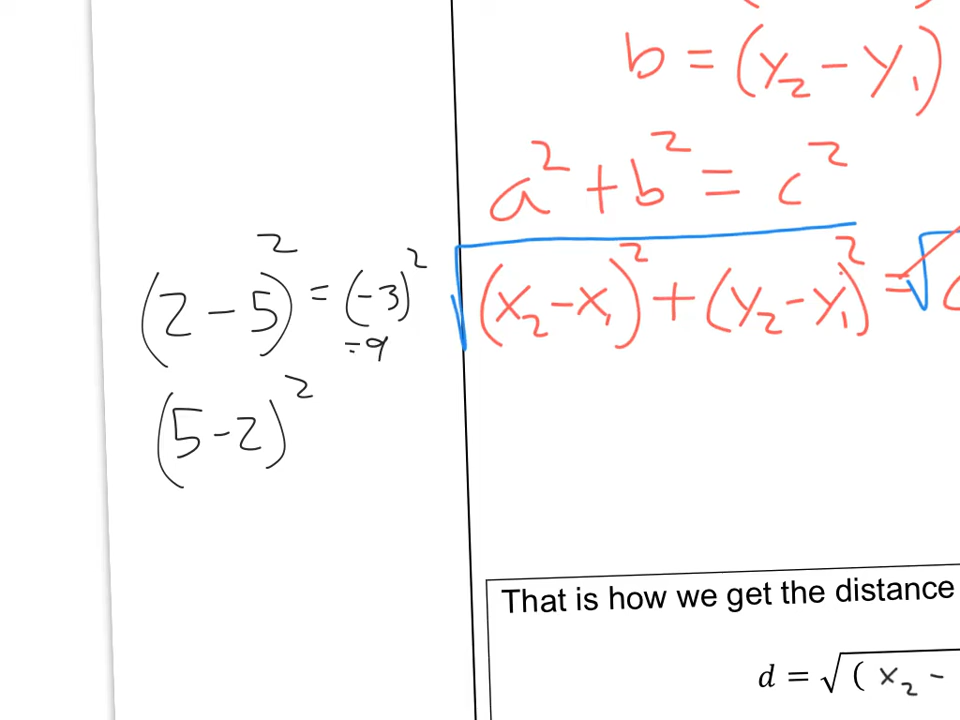 b = (y₂ - y₁)
a² + b² = c²
(2 - 5)² = (-3)²
= 9
(5 - 2)²
√(x₂ - x₁)² + (y₂ - y₁)² = √
That is how we get the distance
d = √( x₂ -